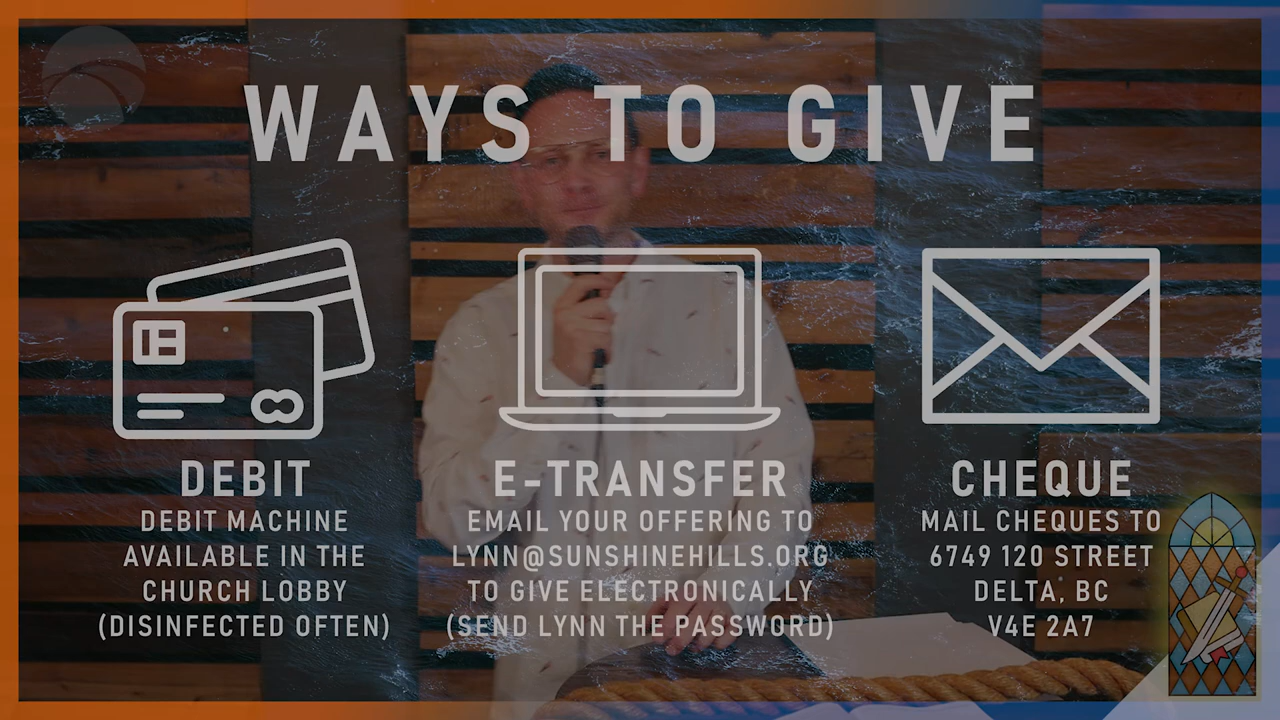 WAYS TO GIVE
DEBIT
DEBIT MACHINE
AVAILABLE IN THE
CHURCH LOBBY
(DISINFECTED OFTEN)
E-TRANSFER
EMAIL YOUR OFFERING TO
LYNN@SUNSHINEHILLS.ORG
TO GIVE ELECTRONICALLY
(SEND LYNN THE PASSWORD)
CHEQUE
MAIL CHEQUES TO
6749 120 STREET
DELTA, BC
V4E 2A7